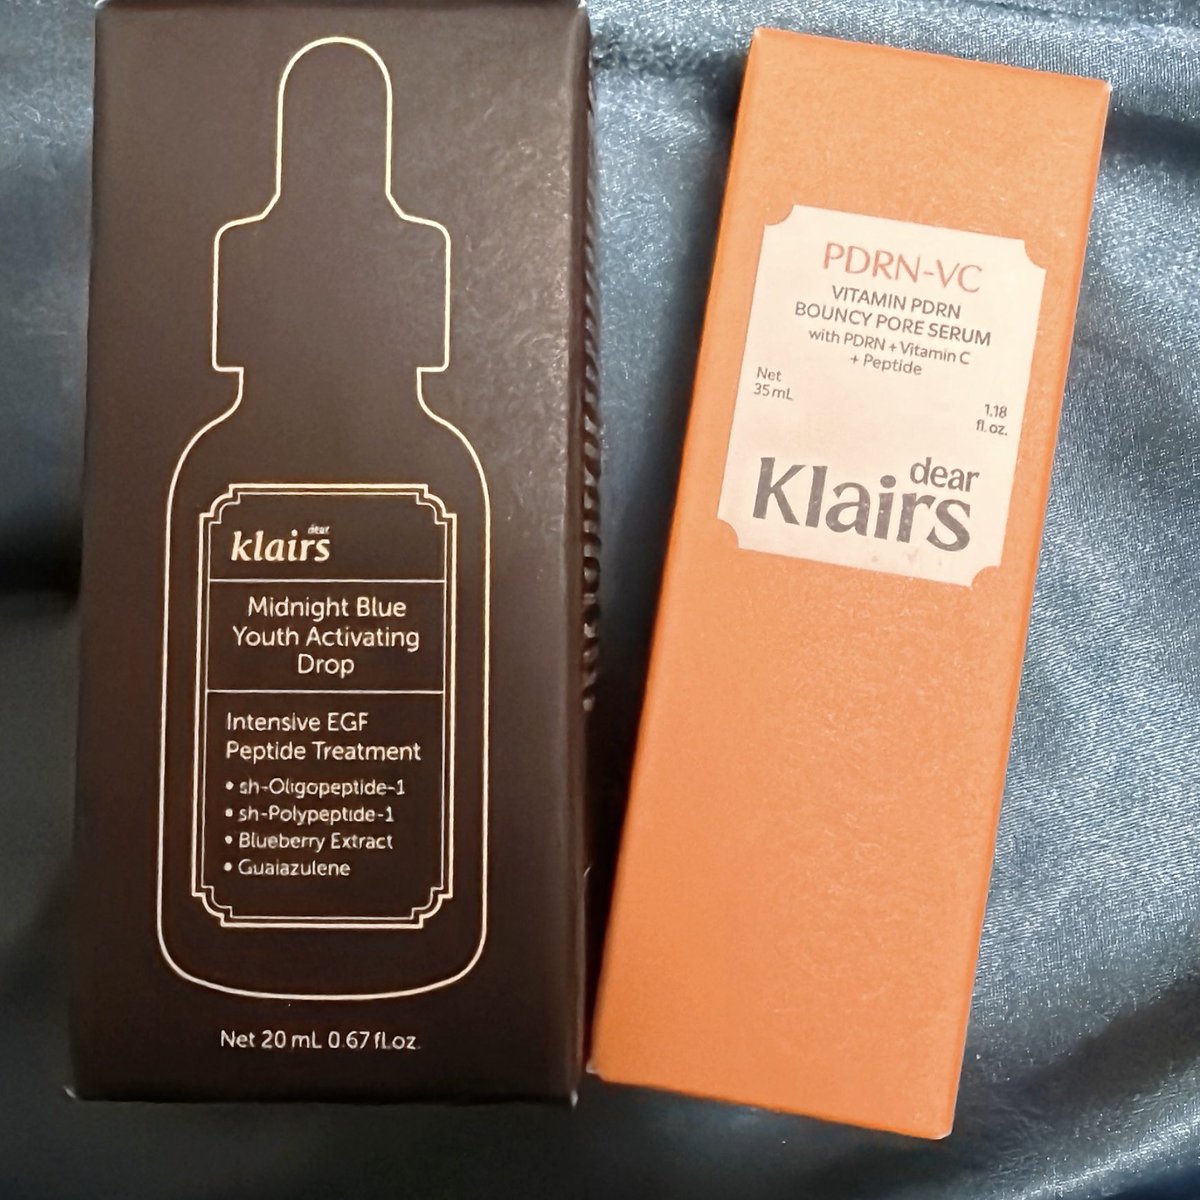 dear
klairs
Midnight Blue
Youth Activating
Drop
Intensive EGF
Peptide Treatment
• sh-Oligopeptide-1
• sh-Polypeptide-1
• Blueberry Extract
• Guaiazulene
Net 20 mL 0.67 fl.oz.
PDRN-VC
VITAMIN PDRN
BOUNCY PORE SERUM
with PDRN + Vitamin C
+ Peptide
Net
35 mL
1.18
fl. oz.
dear
Klairs